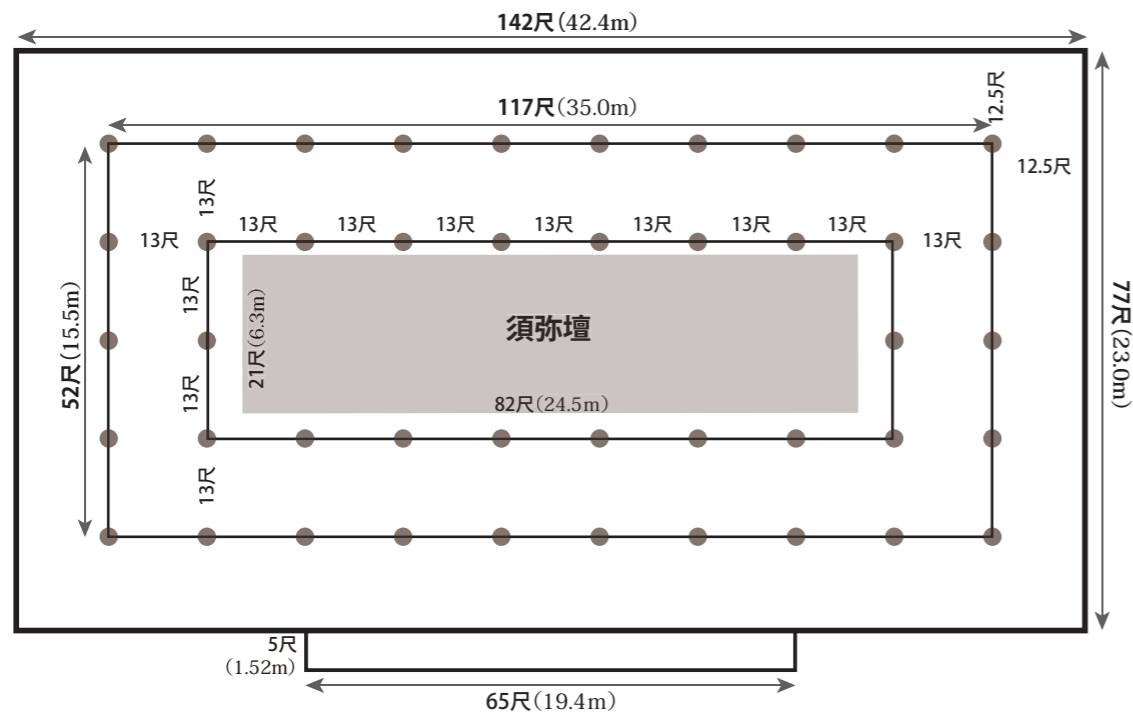 142尺(42.4m)
117尺(35.0m)
12.5尺
12.5尺
13尺
13尺 13尺 13尺 13尺 13尺 13尺 13尺
13尺 13尺
13尺
須弥壇
21尺(6.3m)
52尺(15.5m)
77尺(23.0m)
13尺
82尺(24.5m)
13尺
5尺
(1.52m)
65尺(19.4m)